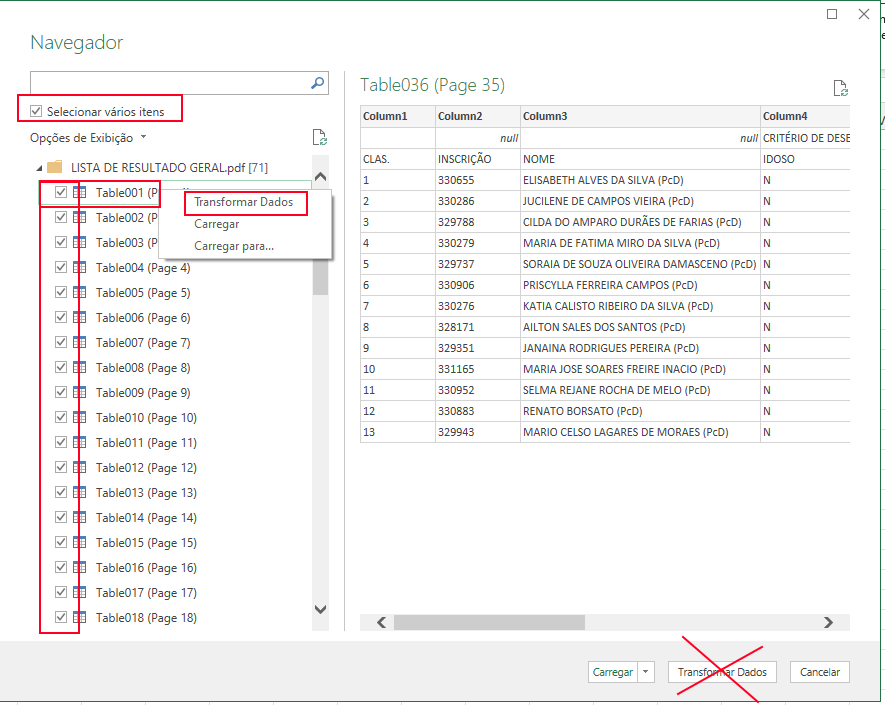 Navegador
Selecionar vários itens
Opções de Exibição
LISTA DE RESULTADO GERAL.pdf [71]
Table001 (P
Table002 (P
Table003 (P
Table004 (Page 4)
Table005 (Page 5)
Table006 (Page 6)
Table007 (Page 7)
Table008 (Page 8)
Table009 (Page 9)
Table010 (Page 10)
Table011 (Page 11)
Table012 (Page 12)
Table013 (Page 13)
Table014 (Page 14)
Table015 (Page 15)
Table016 (Page 16)
Table017 (Page 17)
Table018 (Page 18)
Transformar Dados
Carregar
Carregar para...
Table036 (Page 35)
Column1 Column2 Column3 Column4
null null CRITÉRIO DE DESE
CLAS. INSCRIÇÃO NOME IDOSO
1 330655 ELISABETH ALVES DA SILVA (PcD) N
2 330286 JUCILENE DE CAMPOS VIEIRA (PcD) N
3 329788 CILDA DO AMPARO DURÃES DE FARIAS (PcD) N
4 330279 MARIA DE FATIMA MIRO DA SILVA (PcD) N
5 329737 SORAIA DE SOUZA OLIVEIRA DAMASCENO (PcD) N
6 330906 PRISCYLLA FERREIRA CAMPOS (PcD) N
7 330276 KATIA CALISTO RIBEIRO DA SILVA (PcD) N
8 328171 AILTON SALES DOS SANTOS (PcD) N
9 329351 JANAINA RODRIGUES PEREIRA (PcD) N
10 331165 MARIA JOSE SOARES FREIRE INACIO (PcD) N
11 330952 SELMA REJANE ROCHA DE MELO (PcD) N
12 330883 RENATO BORSATO (PcD) N
13 329943 MARIO CELSO LAGARES DE MORAES (PcD) N
Carregar
Transformar Dados
Cancelar